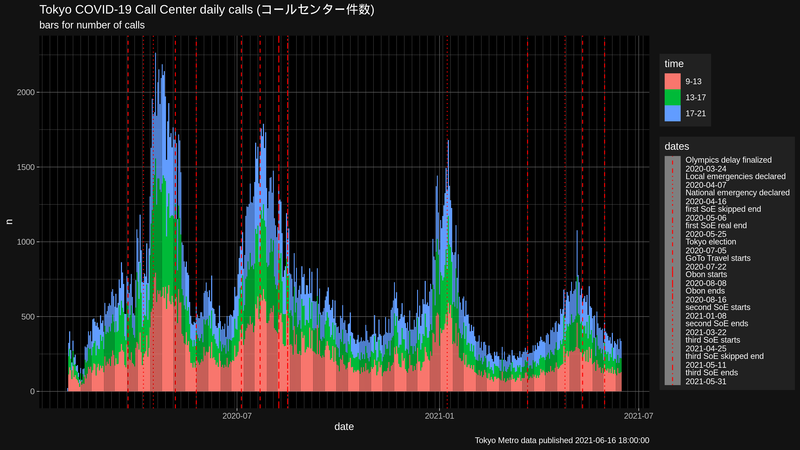 Tokyo COVID-19 Call Center daily calls (コールセンター件数)
bars for number of calls
n
2000
1500
1000
500
0
2020-07
2021-01
2021-07
date
Tokyo Metro data published 2021-06-16 18:00:00
time
9-13
13-17
17-21
dates
Olympics delay finalized
2020-03-24
Local emergencies declared
2020-04-07
National emergency declared
2020-04-16
first SoE skipped end
2020-05-06
first SoE real end
2020-05-25
Tokyo election
2020-07-05
GoTo Travel starts
2020-07-22
Obon starts
2020-08-08
Obon ends
2020-08-16
second SoE starts
2021-01-08
second SoE ends
2021-03-22
third SoE starts
2021-04-25
third SoE skipped end
2021-05-11
third SoE ends
2021-05-31